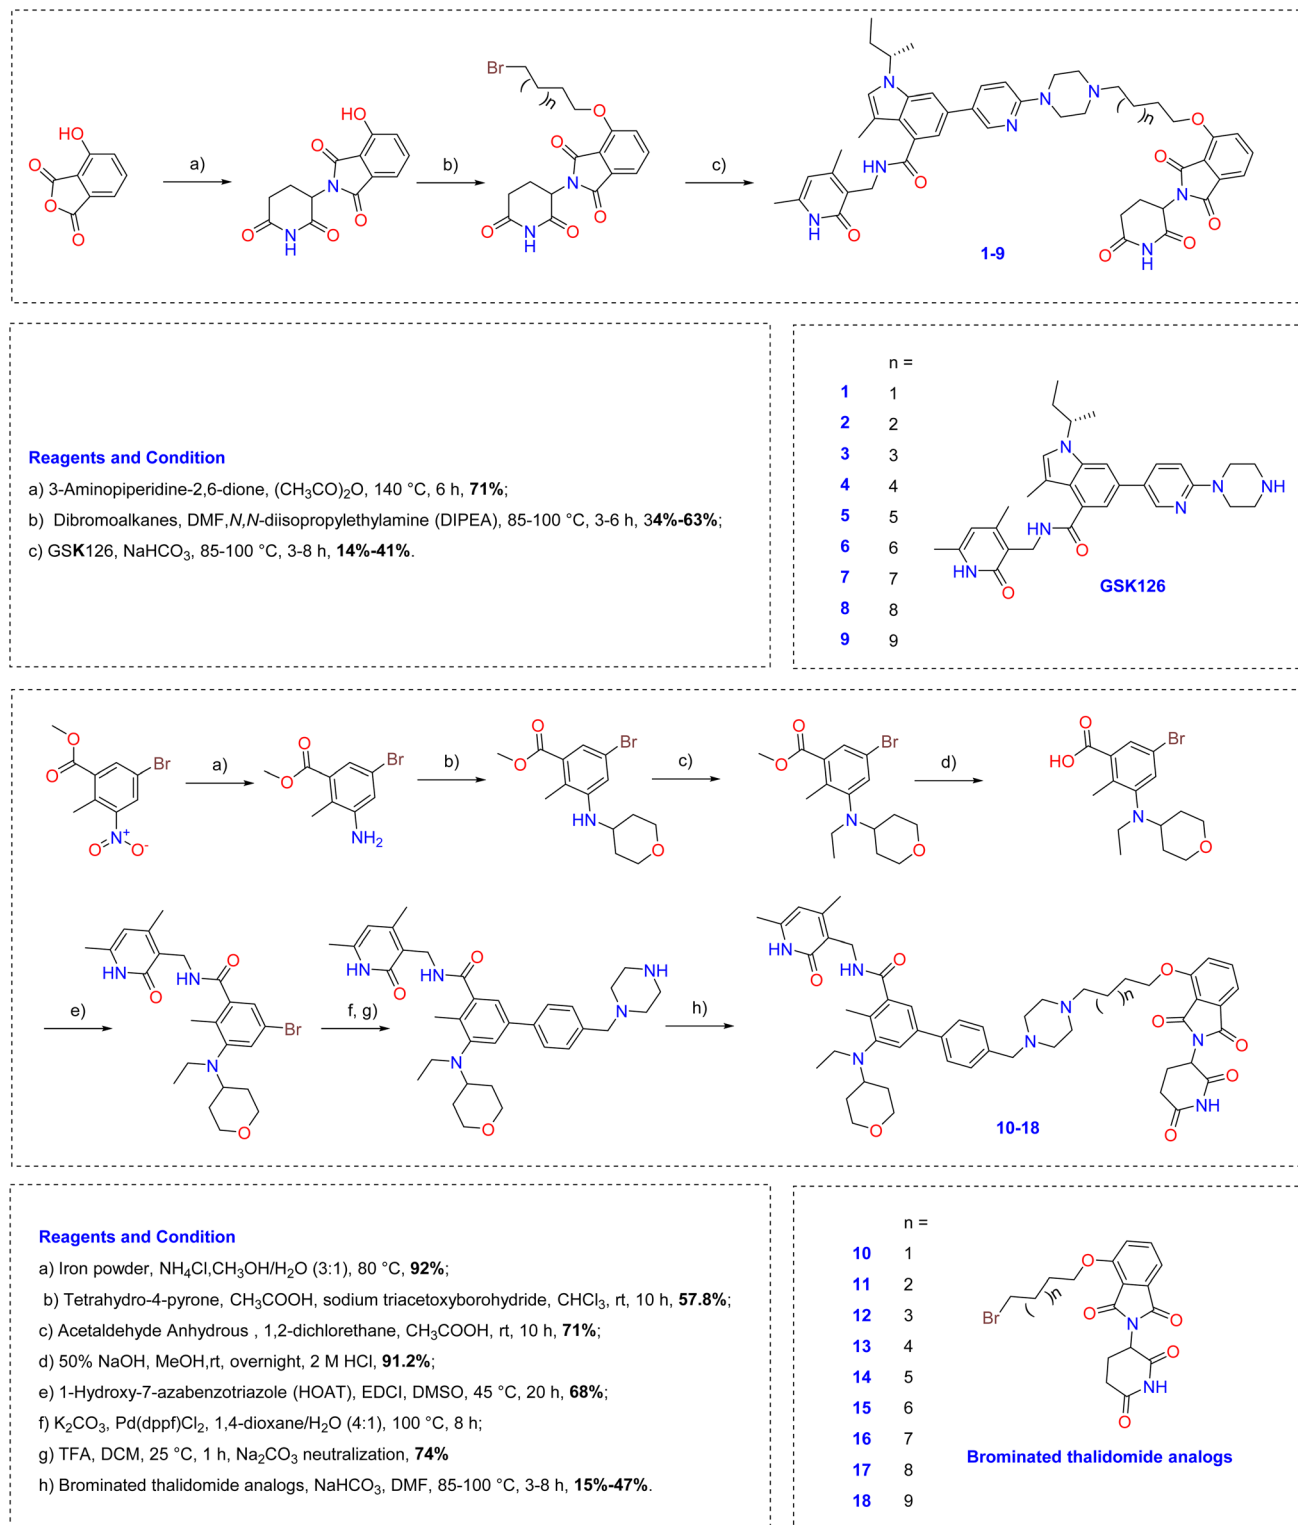 HO
O
O
O
a)
HO
O
N
O
O
NH
O
b)
Br
n
O
O
N
O
O
NH
O
c)
N
N
N
N
n
O
HN
O
O
N
O
O
NH
O
NH
O
1-9
Reagents and Condition
a) 3-Aminopiperidine-2,6-dione, (CH3CO)2O, 140 °C, 6 h, 71%;
b) Dibromoalkanes, DMF,N,N-diisopropylethylamine (DIPEA), 85-100 °C, 3-6 h, 34%-63%;
c) GSK126, NaHCO3, 85-100 °C, 3-8 h, 14%-41%.
n =
1 1
2 2
3 3
4 4
5 5
6 6
7 7
8 8
9 9
N
N
N
NH
HN
O
HN
O
GSK126
O
O
Br
N+
O
O-
a)
O
O
Br
NH2
b)
O
O
Br
HN
O
c)
O
O
Br
N
O
d)
O
HO
Br
N
O
e)
HN
O
NH
O
Br
N
O
f, g)
HN
O
NH
O
NH
N
N
O
h)
HN
O
NH
O
N
N
n
O
O
N
O
O
NH
O
N
O
10-18
Reagents and Condition
a) Iron powder, NH4Cl,CH3OH/H2O (3:1), 80 °C, 92%;
b) Tetrahydro-4-pyrone, CH3COOH, sodium triacetoxyborohydride, CHCl3, rt, 10 h, 57.8%;
c) Acetaldehyde Anhydrous , 1,2-dichlorethane, CH3COOH, rt, 10 h, 71%;
d) 50% NaOH, MeOH,rt, overnight, 2 M HCl, 91.2%;
e) 1-Hydroxy-7-azabenzotriazole (HOAT), EDCI, DMSO, 45 °C, 20 h, 68%;
f) K2CO3, Pd(dppf)Cl2, 1,4-dioxane/H2O (4:1), 100 °C, 8 h;
g) TFA, DCM, 25 °C, 1 h, Na2CO3 neutralization, 74%
h) Brominated thalidomide analogs, NaHCO3, DMF, 85-100 °C, 3-8 h, 15%-47%.
n =
10 1
11 2
12 3
13 4
14 5
15 6
16 7
17 8
18 9
Br
n
O
O
N
O
O
NH
O
Brominated thalidomide analogs